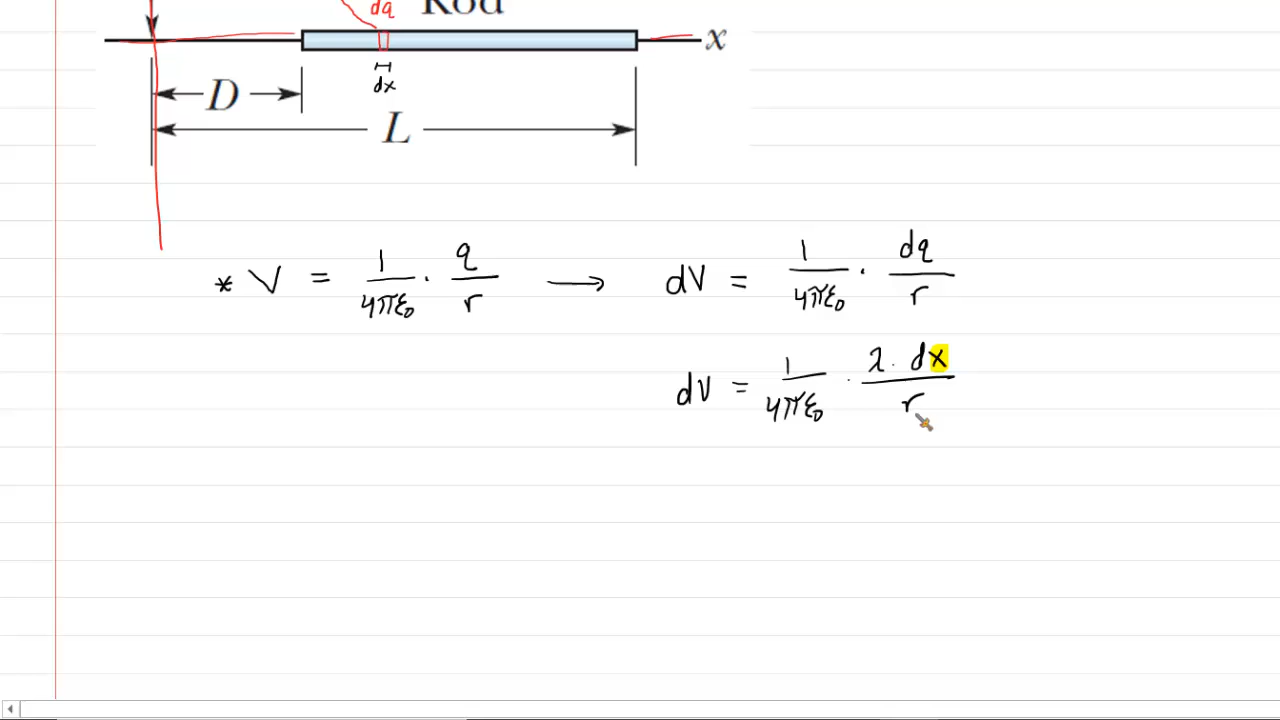 dq Rod
x
dx
D
L
* V = 1/4πε0 · q/r → dV = 1/4πε0 · dq/r
dV = 1/4πε0 · λ · dx/r